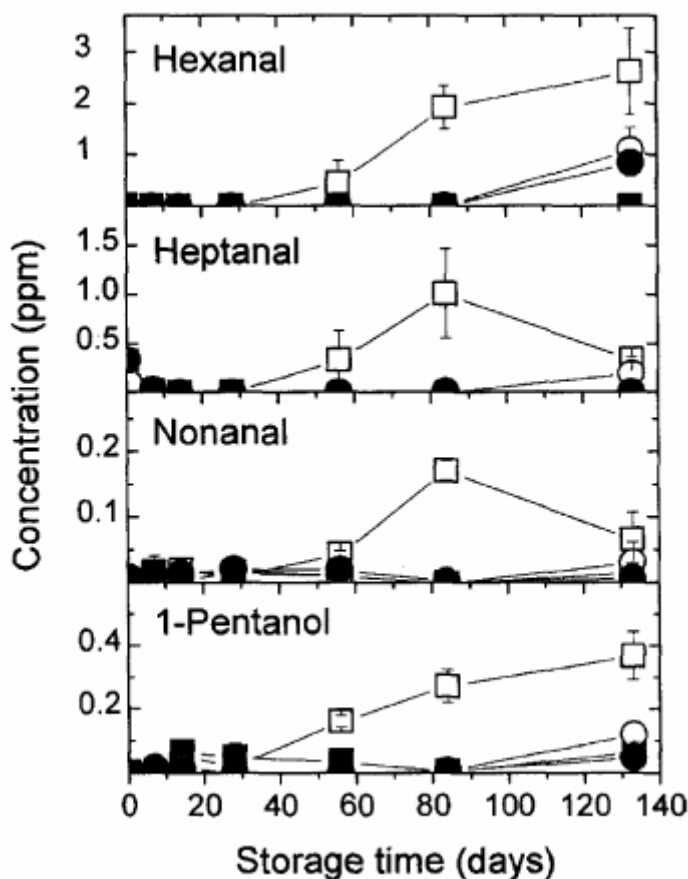 Hexanal
3
2
1
Heptanal
1.5
1.0
0.5
Nonanal
0.2
0.1
1-Pentanol
0.4
0.2
0 20 40 60 80 100 120 140
Concentration (ppm)
Storage time (days)